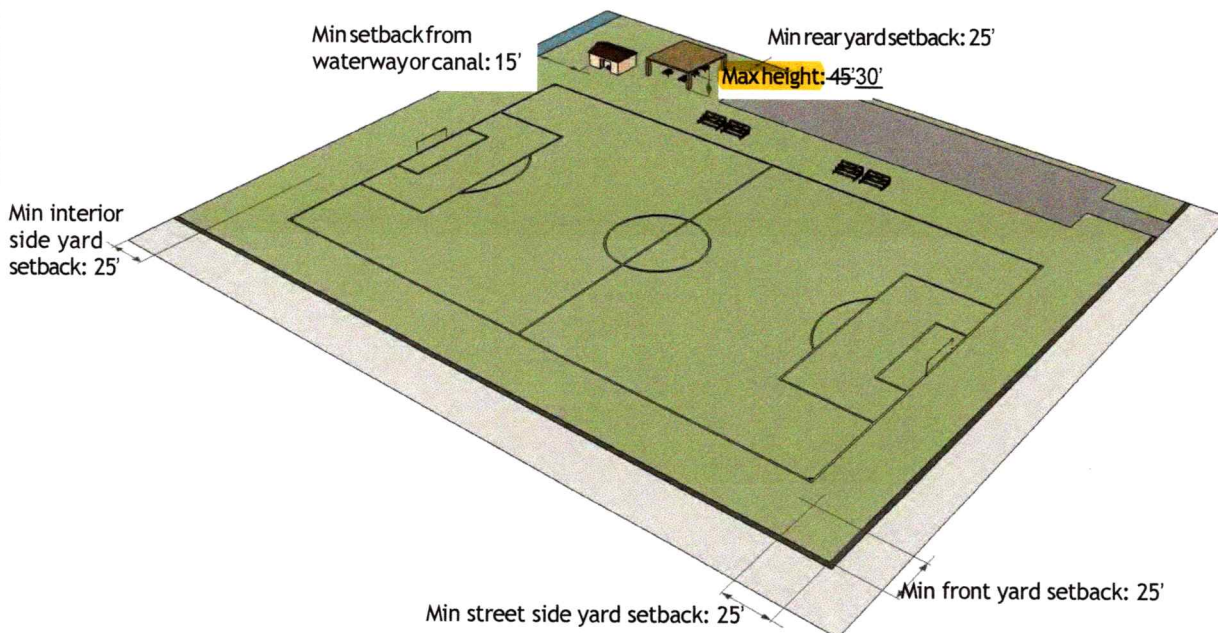 Min setback from
waterway or canal: 15'
Min rear yard setback: 25'
Max height: 45' 30'
Min interior
side yard
setback: 25'
Min front yard setback: 25'
Min street side yard setback: 25'